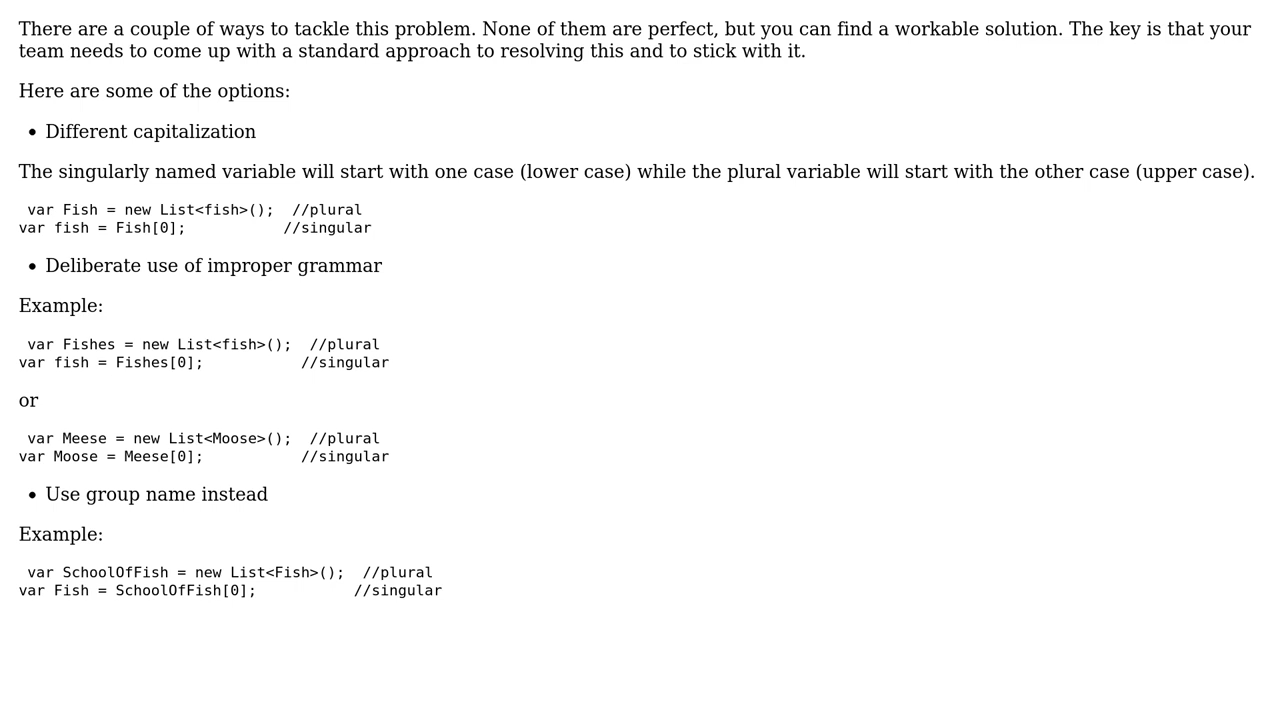 There are a couple of ways to tackle this problem. None of them are perfect, but you can find a workable solution. The key is that your
team needs to come up with a standard approach to resolving this and to stick with it.
Here are some of the options:
• Different capitalization
The singularly named variable will start with one case (lower case) while the plural variable will start with the other case (upper case).
 var Fish = new List<fish>();  //plural
var fish = Fish[0];           //singular
• Deliberate use of improper grammar
Example:
 var Fishes = new List<fish>();  //plural
var fish = Fishes[0];           //singular
or
 var Meese = new List<Moose>();  //plural
var Moose = Meese[0];           //singular
• Use group name instead
Example:
 var SchoolOfFish = new List<Fish>();  //plural
var Fish = SchoolOfFish[0];           //singular